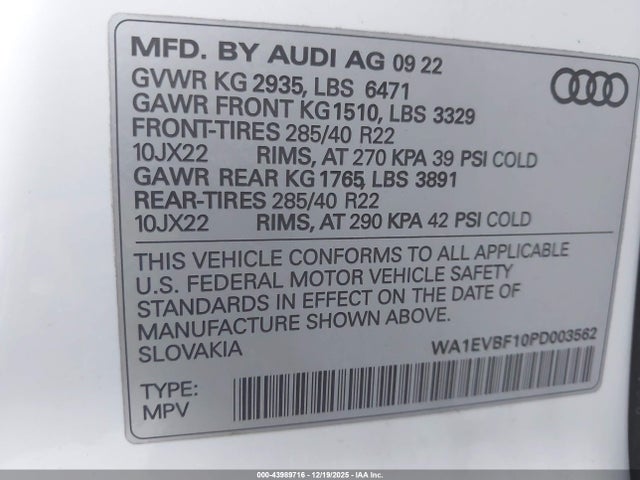 MFD. BY AUDI AG 09 22
GVWR KG 2935, LBS 6471
GAWR FRONT KG1510, LBS 3329
FRONT-TIRES 285/40 R22
10JX22 RIMS, AT 270 KPA 39 PSI COLD
GAWR REAR KG 1765, LBS 3891
REAR-TIRES 285/40 R22
10JX22 RIMS, AT 290 KPA 42 PSI COLD
THIS VEHICLE CONFORMS TO ALL APPLICABLE
U.S. FEDERAL MOTOR VEHICLE SAFETY
STANDARDS IN EFFECT ON THE DATE OF
MANUFACTURE SHOWN ABOVE.
SLOVAKIA
WA1EVBF10PD003562
TYPE:
MPV
000-43989716 - 12/19/2025 - IAA Inc.